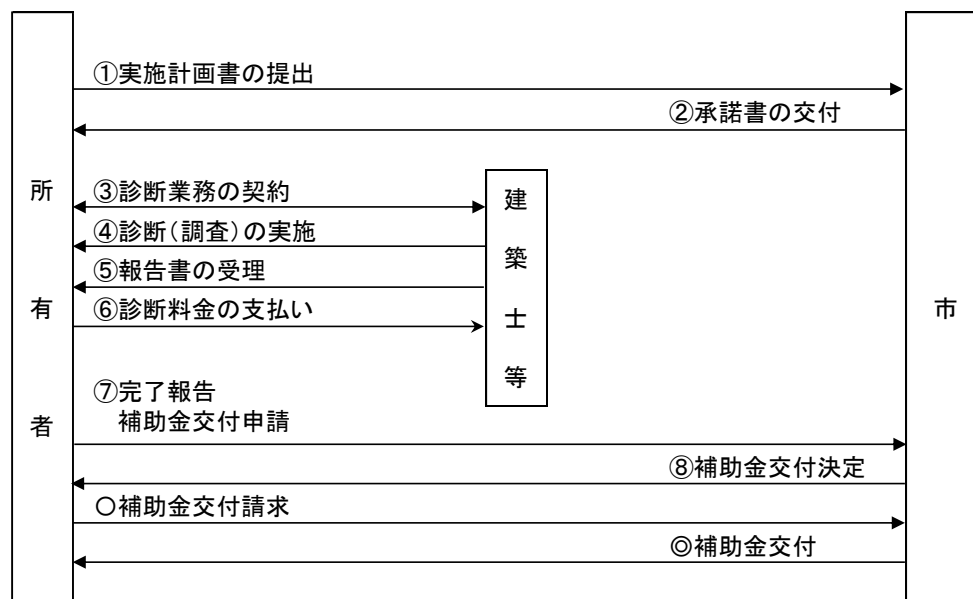 ①実施計画書の提出
②承諾書の交付
所有者
③診断業務の契約
④診断(調査)の実施
⑤報告書の受理
⑥診断料金の支払い
建築士等
市
⑦完了報告
補助金交付申請
⑧補助金交付決定
〇補助金交付請求
◎補助金交付